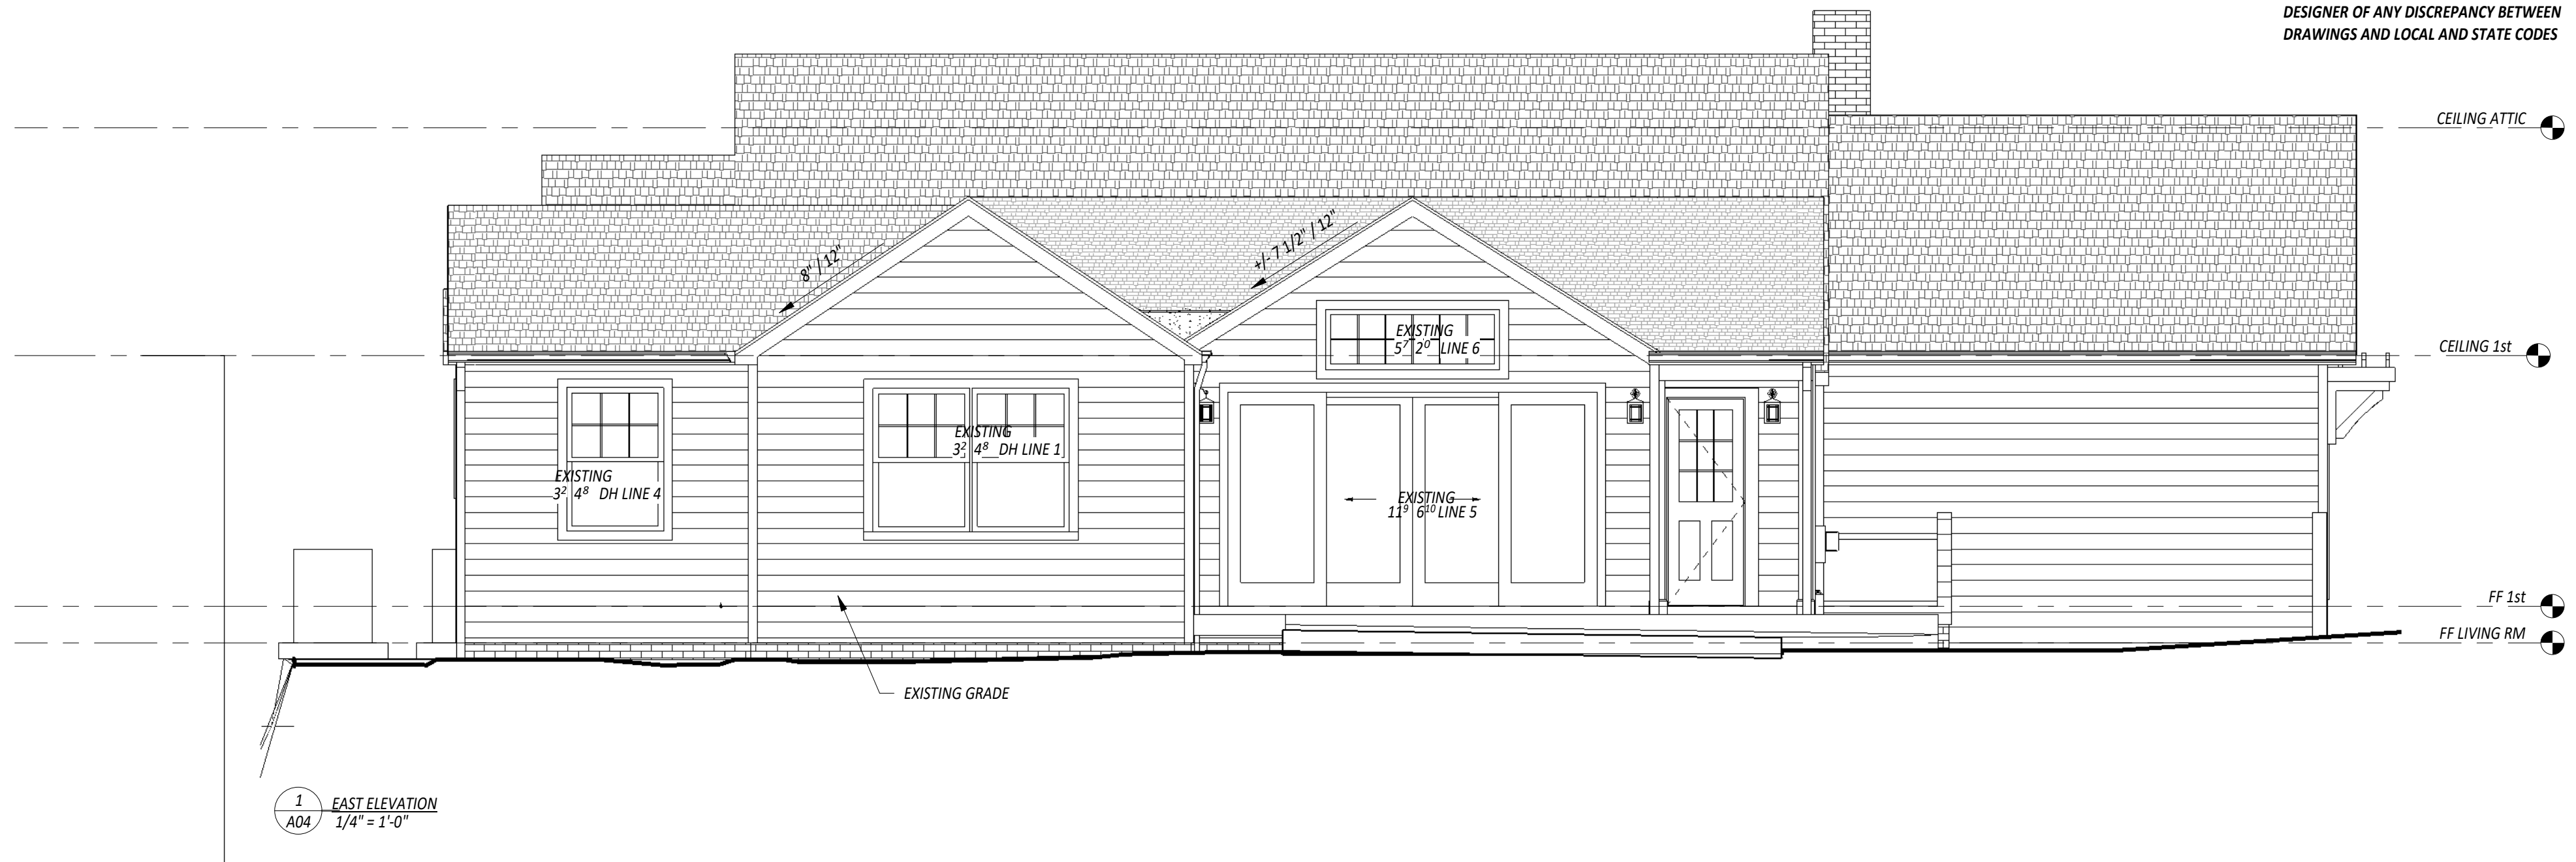 DESIGNER OF ANY DISCREPANCY BETWEEN
DRAWINGS AND LOCAL AND STATE CODES
CEILING ATTIC
8" / 12"
+/- 7 1/2" / 12"
EXISTING
5⁷ 2⁰ LINE 6
CEILING 1st
EXISTING
3² 4⁸ DH LINE 1
EXISTING
3² 4⁸ DH LINE 4
EXISTING
11⁹ 6¹⁰ LINE 5
FF 1st
FF LIVING RM
EXISTING GRADE
1
A04
EAST ELEVATION
1/4" = 1'-0"